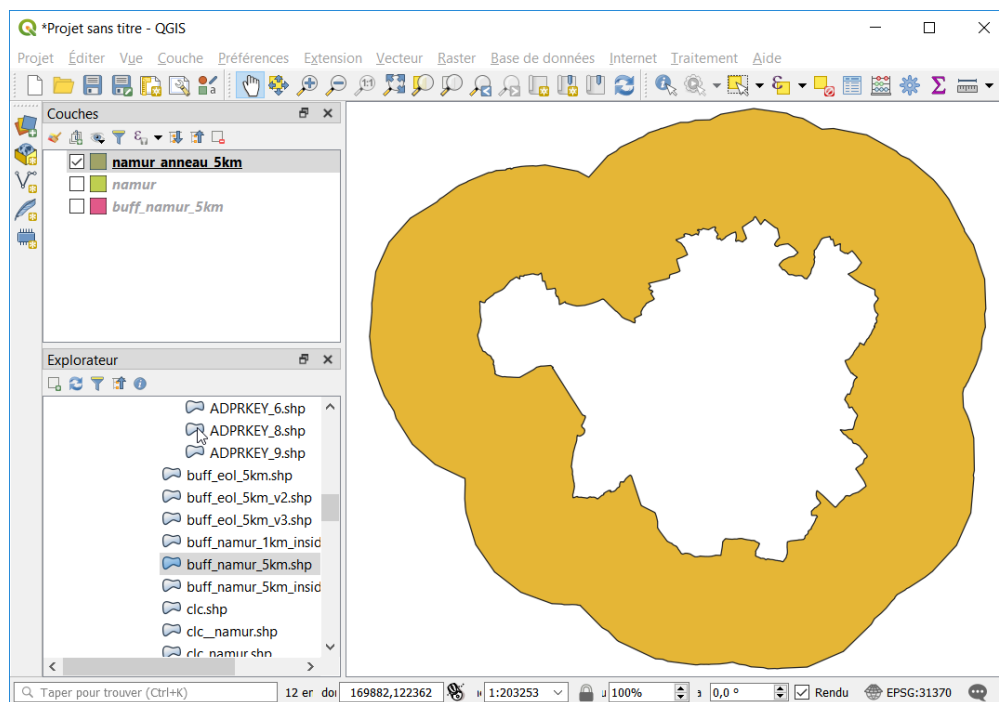 *Projet sans titre - QGIS
Projet Éditer Vue Couche Préférences Extension Vecteur Raster Base de données Internet Traitement Aide
Couches
namur_anneau_5km
namur
buff_namur_5km
Explorateur
ADPRKEY_6.shp
ADPRKEY_8.shp
ADPRKEY_9.shp
buff_eol_5km.shp
buff_eol_5km_v2.shp
buff_eol_5km_v3.shp
buff_namur_1km_insid
buff_namur_5km.shp
buff_namur_5km_insid
clc.shp
clc__namur.shp
clc_namur.shp
Taper pour trouver (Ctrl+K) 12 er doi 169882,122362 1:203253 100% 0,0 ° Rendu EPSG:31370